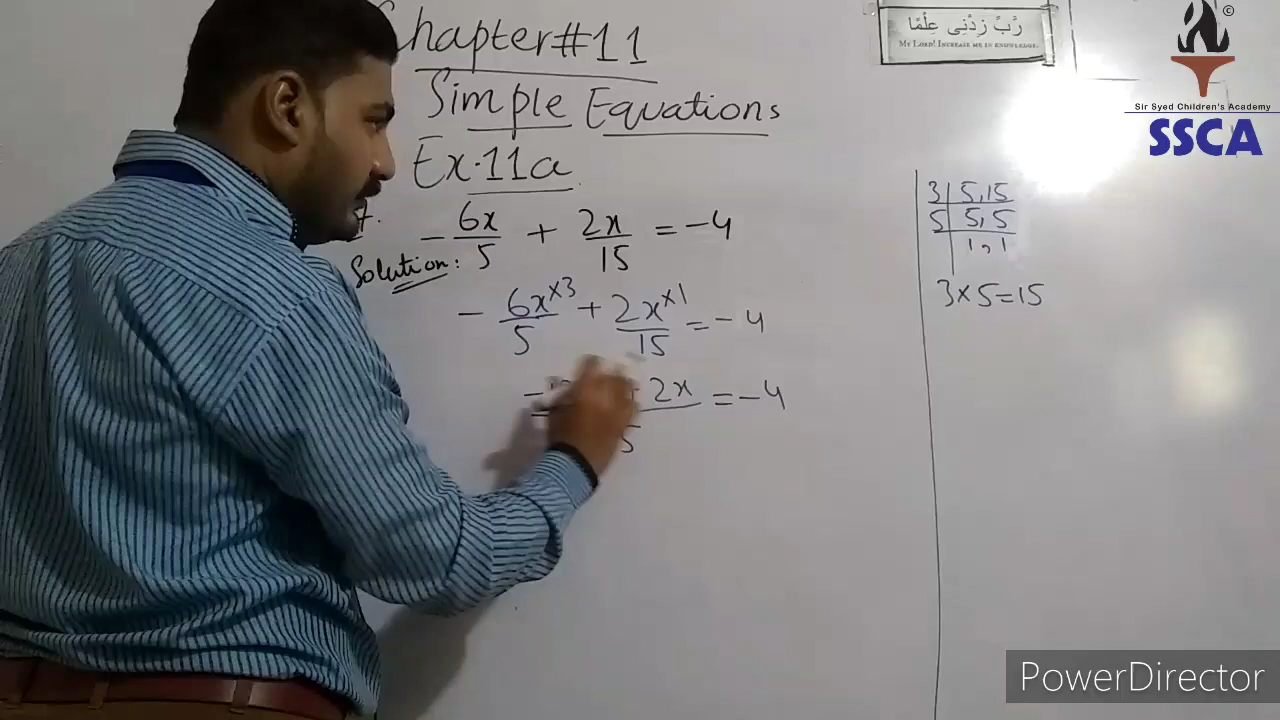 Chapter#11
Simple Equations
Ex.11a
7.
-6x/5 + 2x/15 = -4
Solution:
- 6x×3/5 + 2x×1/15 = -4
+ 2x = -4
5
رَّبِّ زِدْنِى عِلْمًا
MY LORD! INCREASE ME IN KNOWLEDGE.
©
Sir Syed Children's Academy
SSCA
3 | 5,15
5 | 5,5
1,1
3×5=15
PowerDirector